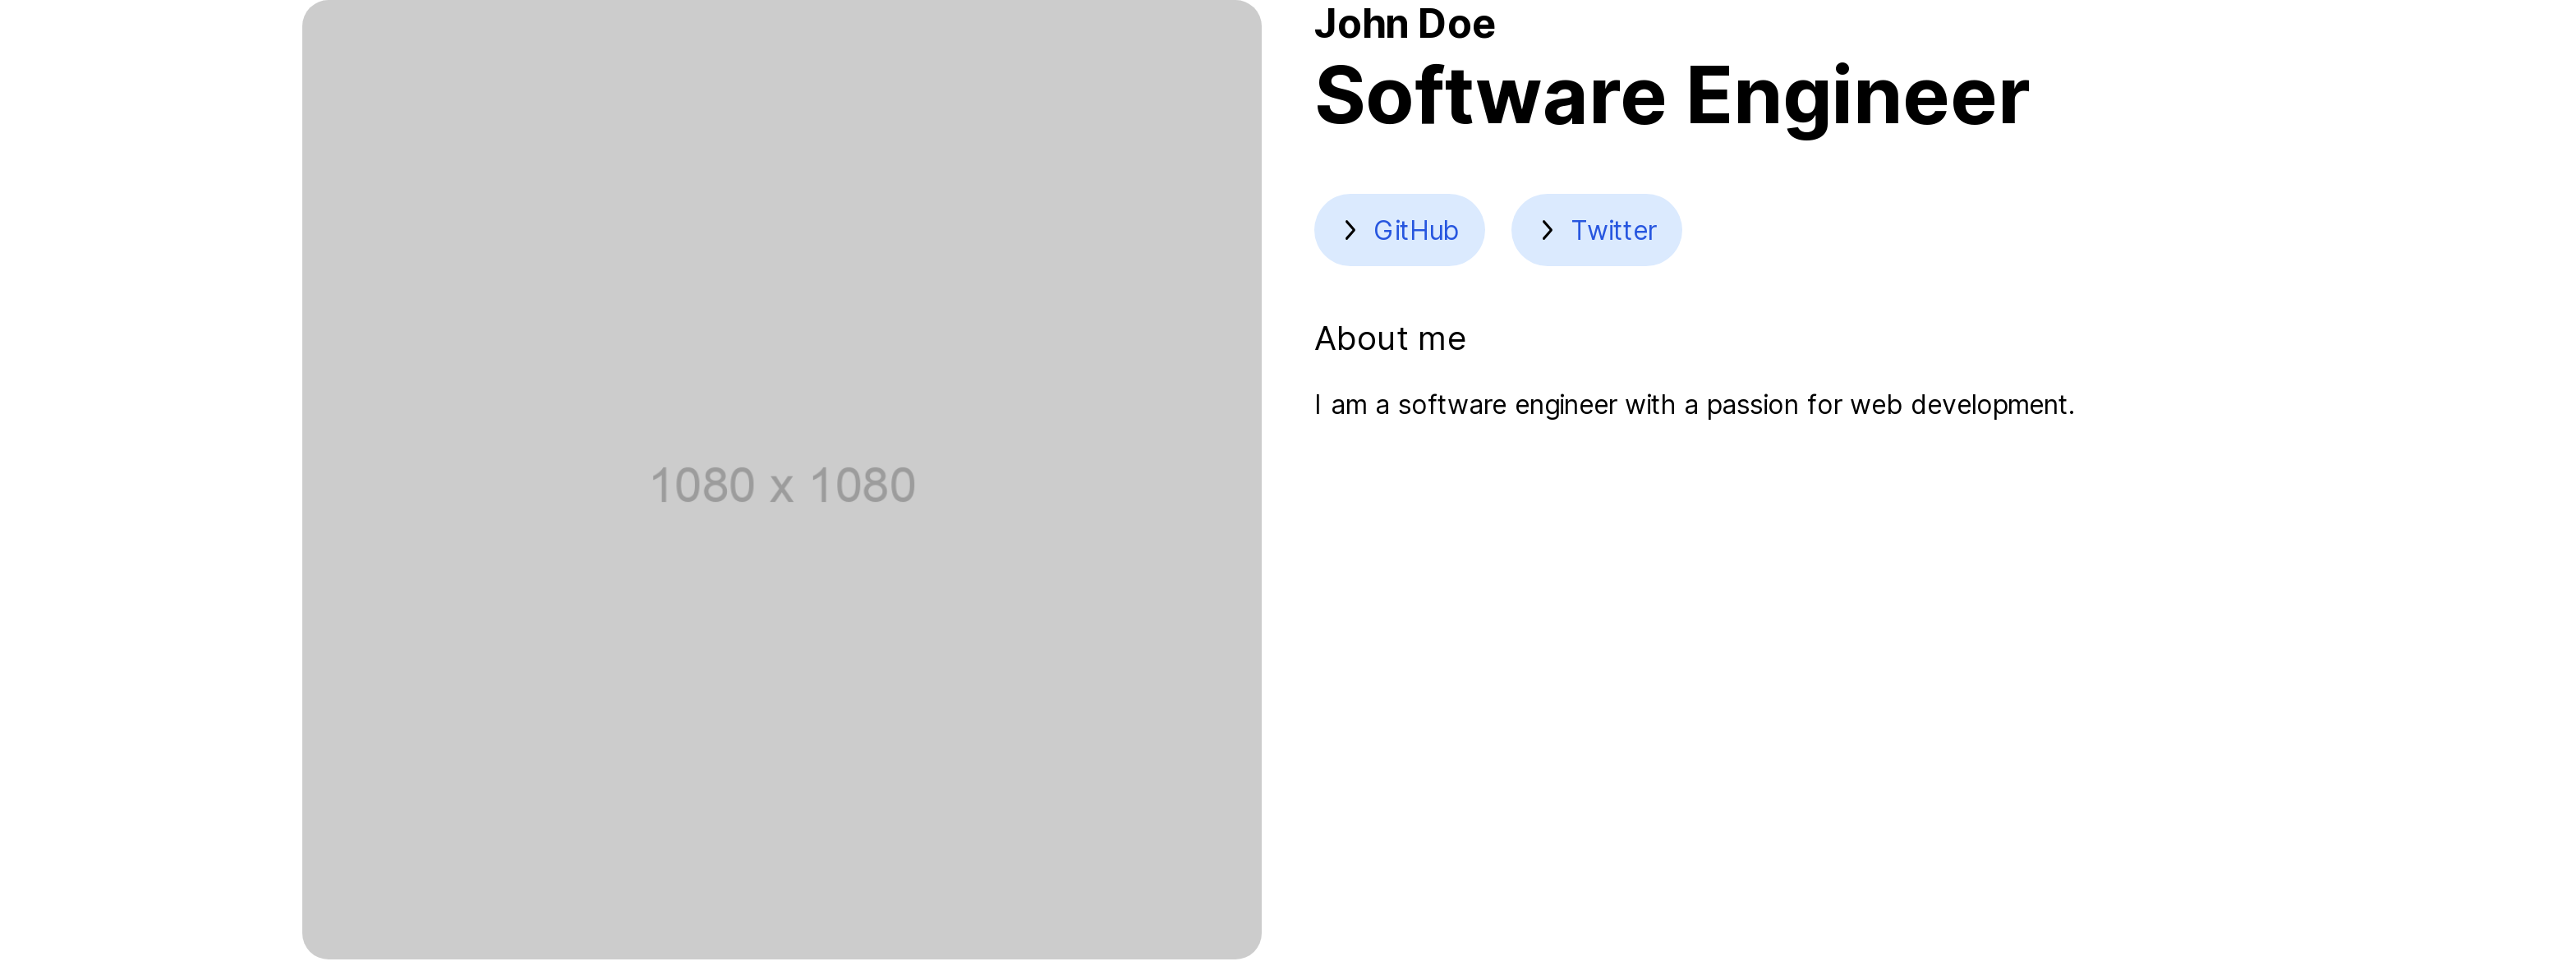 1080 x 1080
John Doe
Software Engineer
GitHub
Twitter
About me
I am a software engineer with a passion for web development.